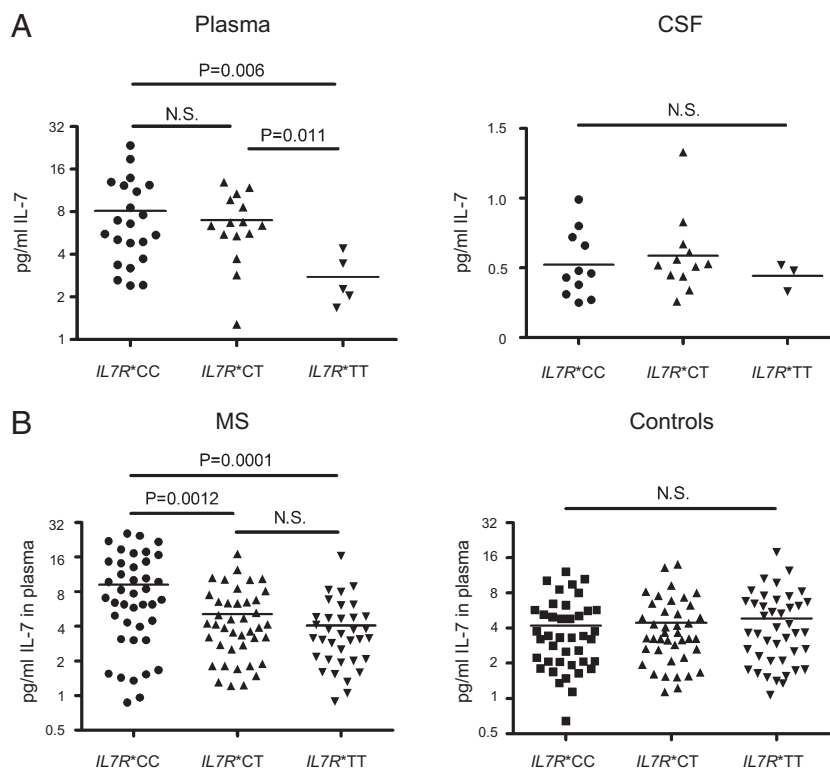 A
Plasma
CSF
P=0.006
N.S.
P=0.011
N.S.
32
16
8
4
2
1
pg/ml IL-7
IL7R*CC
IL7R*CT
IL7R*TT
1.5
1.0
0.5
0
pg/ml IL-7
IL7R*CC
IL7R*CT
IL7R*TT
B
MS
Controls
P=0.0001
P=0.0012
N.S.
N.S.
32
16
8
4
2
1
0.5
pg/ml IL-7 in plasma
IL7R*CC
IL7R*CT
IL7R*TT
32
16
8
4
2
1
0.5
pg/ml IL-7 in plasma
IL7R*CC
IL7R*CT
IL7R*TT